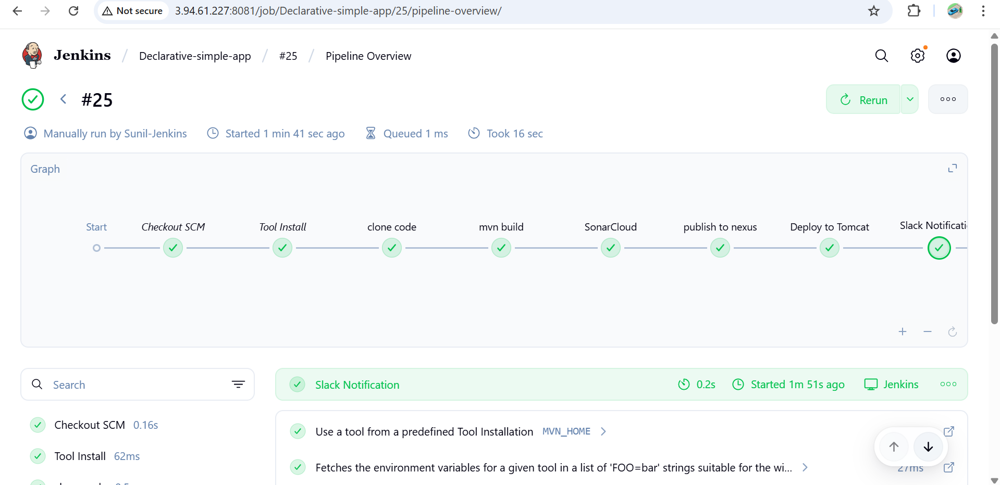 Not secure 3.94.61.227:8081/job/Declarative-simple-app/25/pipeline-overview/
Jenkins / Declarative-simple-app / #25 / Pipeline Overview
#25
Rerun
Manually run by Sunil-Jenkins Started 1 min 41 sec ago Queued 1 ms Took 16 sec
Graph
Start Checkout SCM Tool Install clone code mvn build SonarCloud publish to nexus Deploy to Tomcat Slack Notificati
Search
Slack Notification 0.2s Started 1m 51s ago Jenkins
Checkout SCM 0.16s
Use a tool from a predefined Tool Installation MVN_HOME
Tool Install 62ms
Fetches the environment variables for a given tool in a list of 'FOO=bar' strings suitable for the wi... 27ms